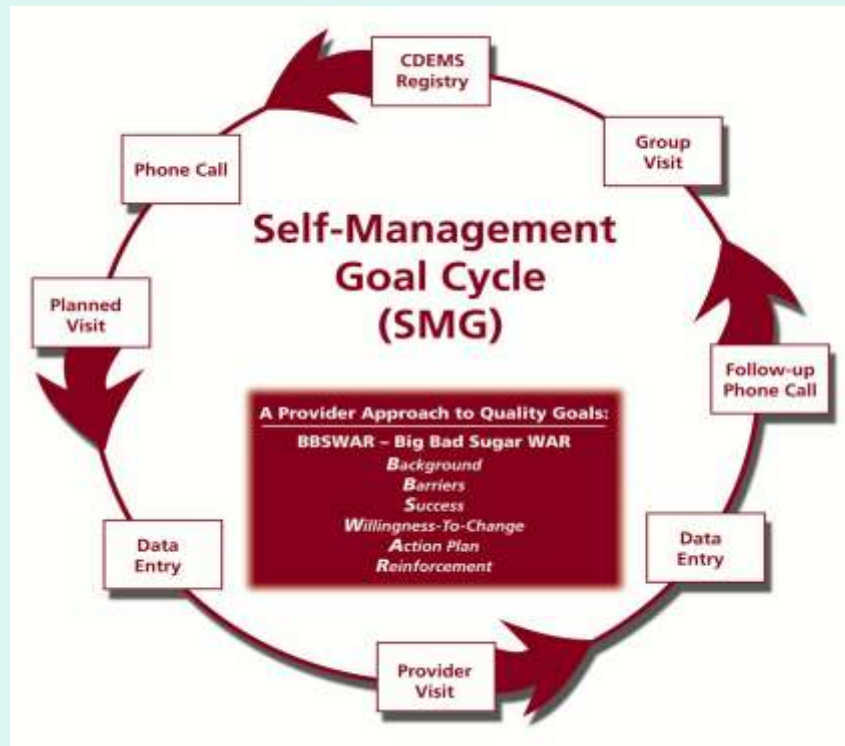 CDEMS
Registry
Group
Visit
Phone Call
Self-Management
Goal Cycle
(SMG)
Planned
Visit
Follow-up
Phone Call
A Provider Approach to Quality Goals:
BBSWAR – Big Bad Sugar WAR
Background
Barriers
Success
Willingness-To-Change
Action Plan
Reinforcement
Data
Entry
Data
Entry
Provider
Visit